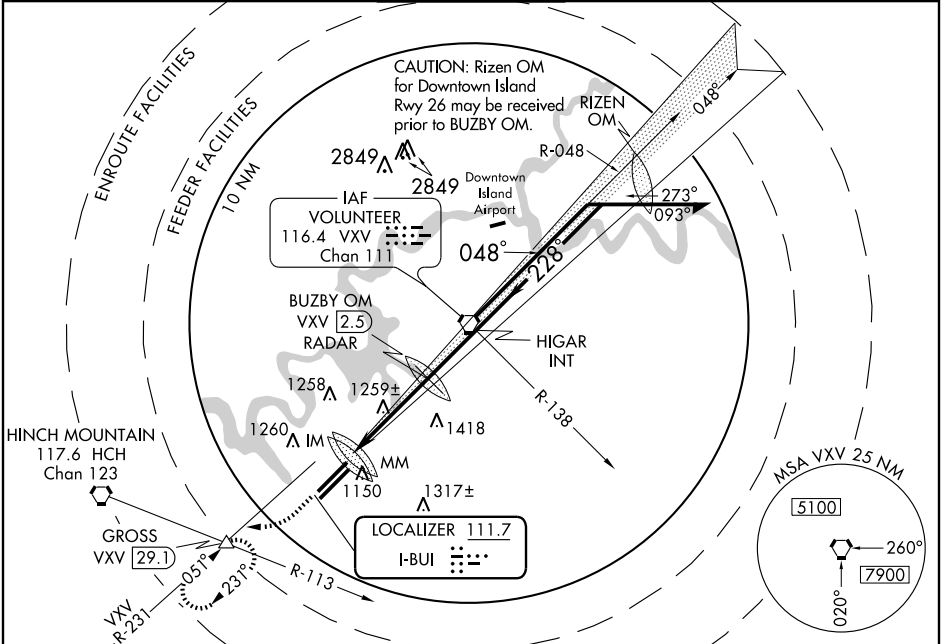 ENROUTE FACILITIES
FEEDER FACILITIES
10 NM
CAUTION: Rizen OM
for Downtown Island
Rwy 26 may be received
prior to BUZBY OM.
RIZEN
OM
048°
R-048
2849
2849
Downtown
Island
Airport
273°
093°
IAF
VOLUNTEER
116.4 VXV
Chan 111
048°
228°
BUZBY OM
VXV 2.5
RADAR
HIGAR
INT
R-138
1258
1259±
1418
1260
IM
MM
1150
1317±
HINCH MOUNTAIN
117.6 HCH
Chan 123
GROSS
VXV 29.1
LOCALIZER 111.7
I-BUI
051°
231°
R-113
VXV
R-231
MSA VXV 25 NM
5100
260°
7900
020°